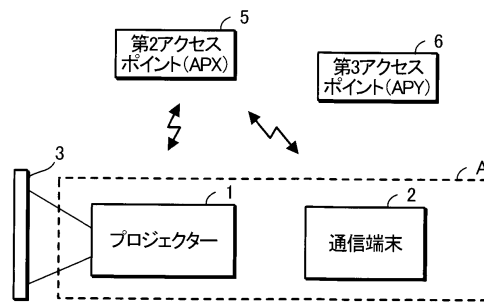 5
第2アクセス
ポイント(APX)
6
第3アクセス
ポイント(APY)
3
A
1
プロジェクター
2
通信端末